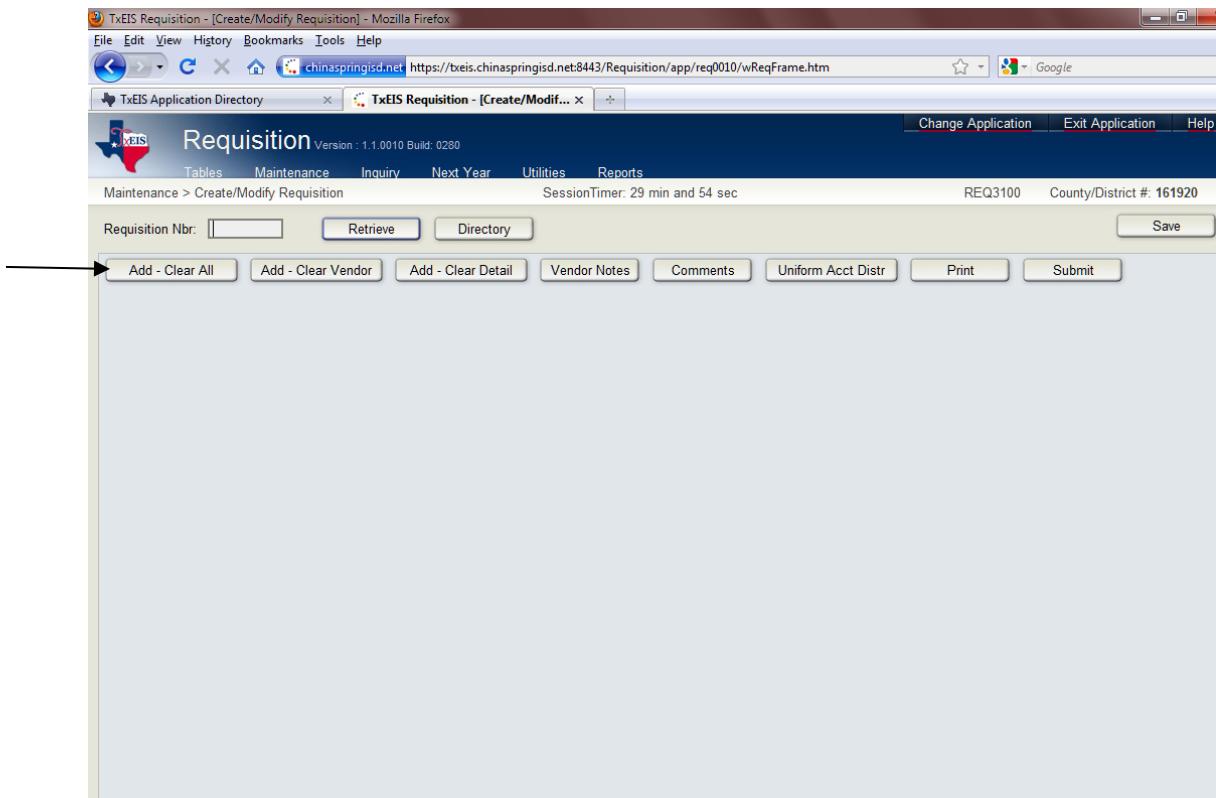 TxEIS Requisition - [Create/Modify Requisition] - Mozilla Firefox
File Edit View History Bookmarks Tools Help
chinaspringisd.net https://txeis.chinaspringisd.net:8443/Requisition/app/req0010/wReqFrame.htm Google
TxEIS Application Directory TxEIS Requisition - [Create/Modif...
Change Application Exit Application Help
TxEIS Requisition Version : 1.1.0010 Build: 0280
Tables Maintenance Inquiry Next Year Utilities Reports
Maintenance > Create/Modify Requisition SessionTimer: 29 min and 54 sec REQ3100 County/District #: 161920
Requisition Nbr: Retrieve Directory Save
Add - Clear All Add - Clear Vendor Add - Clear Detail Vendor Notes Comments Uniform Acct Distr Print Submit